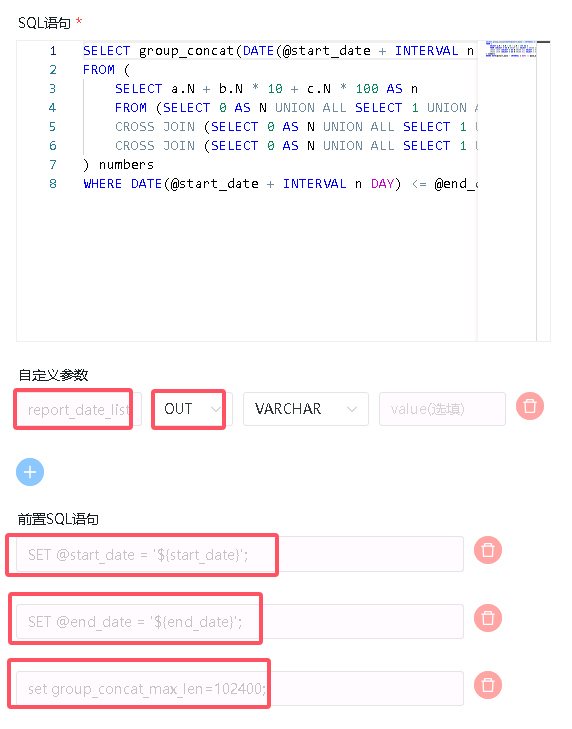 SQL语句 *
1 SELECT group_concat(DATE(@start_date + INTERVAL n
2 FROM (
3 SELECT a.N + b.N * 10 + c.N * 100 AS n
4 FROM (SELECT 0 AS N UNION ALL SELECT 1 UNION
5 CROSS JOIN (SELECT 0 AS N UNION ALL SELECT 1
6 CROSS JOIN (SELECT 0 AS N UNION ALL SELECT 1
7 ) numbers
8 WHERE DATE(@start_date + INTERVAL n DAY) <= @end_
自定义参数
report_date_list OUT VARCHAR value(选填)
前置SQL语句
SET @start_date = '${start_date}';
SET @end_date = '${end_date}';
set group_concat_max_len=102400;